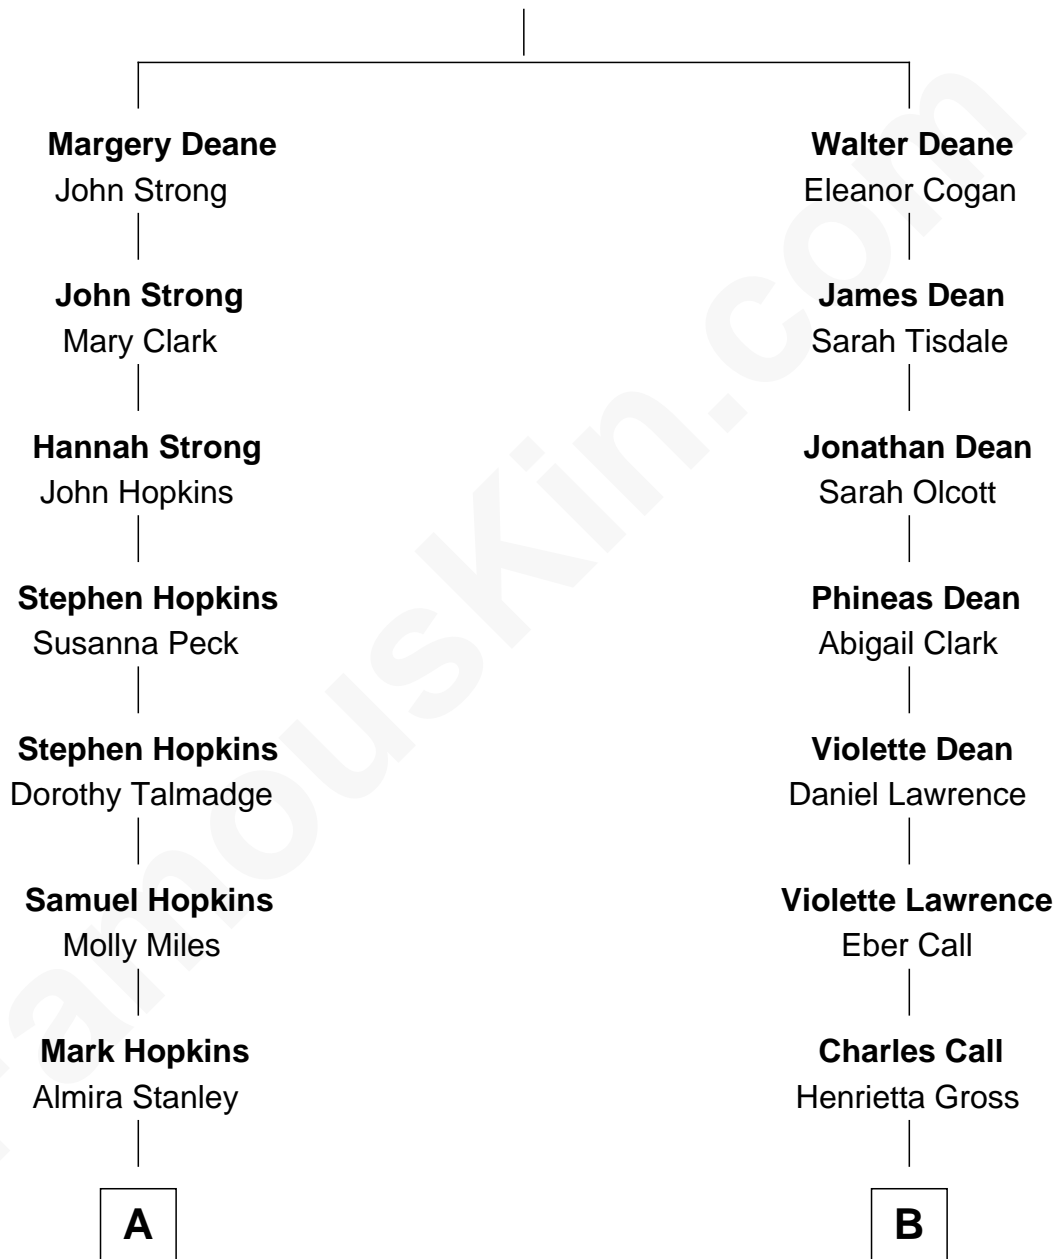 Margery Deane
John Strong
John Strong
Mary Clark
Hannah Strong
John Hopkins
Stephen Hopkins
Susanna Peck
Stephen Hopkins
Dorothy Talmadge
Samuel Hopkins
Molly Miles
Mark Hopkins
Almira Stanley
A
Walter Deane
Eleanor Cogan
James Dean
Sarah Tisdale
Jonathan Dean
Sarah Olcott
Phineas Dean
Abigail Clark
Violette Dean
Daniel Lawrence
Violette Lawrence
Eber Call
Charles Call
Henrietta Gross
B
FamousKin.com